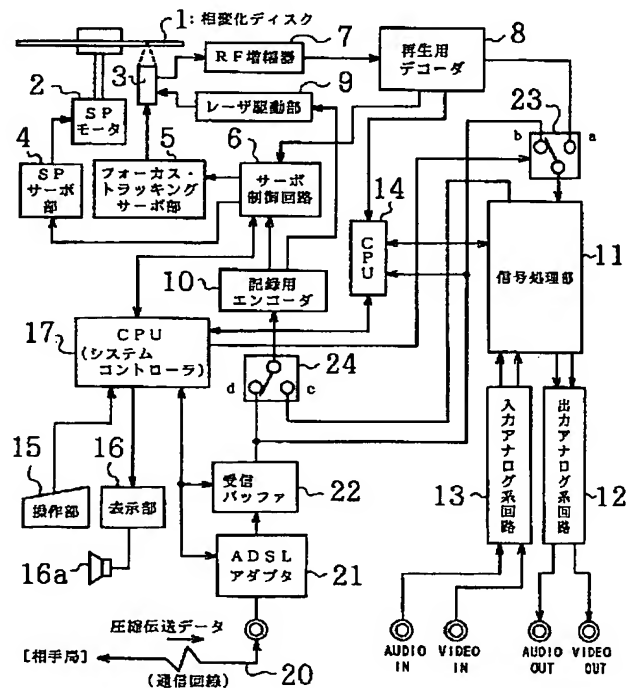 1:相変化ディスク
7
RF増幅器
8
再生用
デコーダ
2
SP
モータ
3
9
レーザ駆動部
23
b
a
4
SP
サーボ
部
5
フォーカス・
トラッキング
サーボ部
6
サーボ
制御回路
14
CPU
10
記録用
エンコーダ
信号処理部
11
17
CPU
(システム
コントローラ)
24
d
c
15
操作部
16
表示部
16a
受信
バッファ
22
ADSL
アダプタ
21
13
入力アナログ系回路
出力アナログ系回路
12
圧縮伝送データ
[相手局]
(通信回線)
20
AUDIO
IN
VIDEO
IN
AUDIO
OUT
VIDEO
OUT